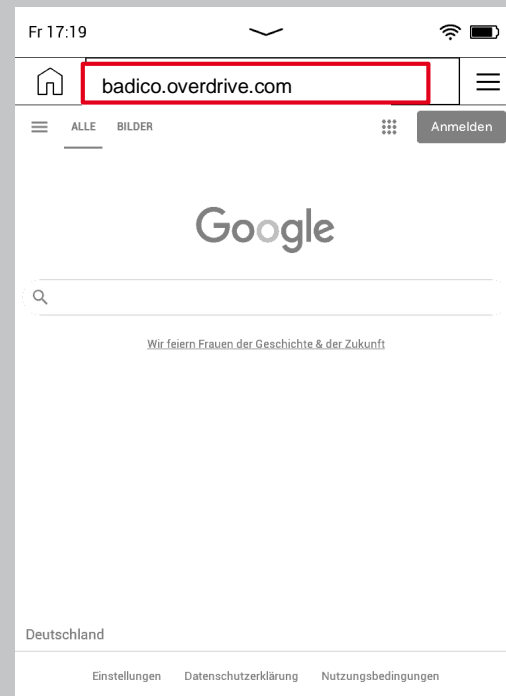 Fr 17:19
badico.overdrive.com
ALLE BILDER Anmelden
Google
Wir feiern Frauen der Geschichte & der Zukunft
Deutschland
Einstellungen Datenschutzerklärung Nutzungsbedingungen